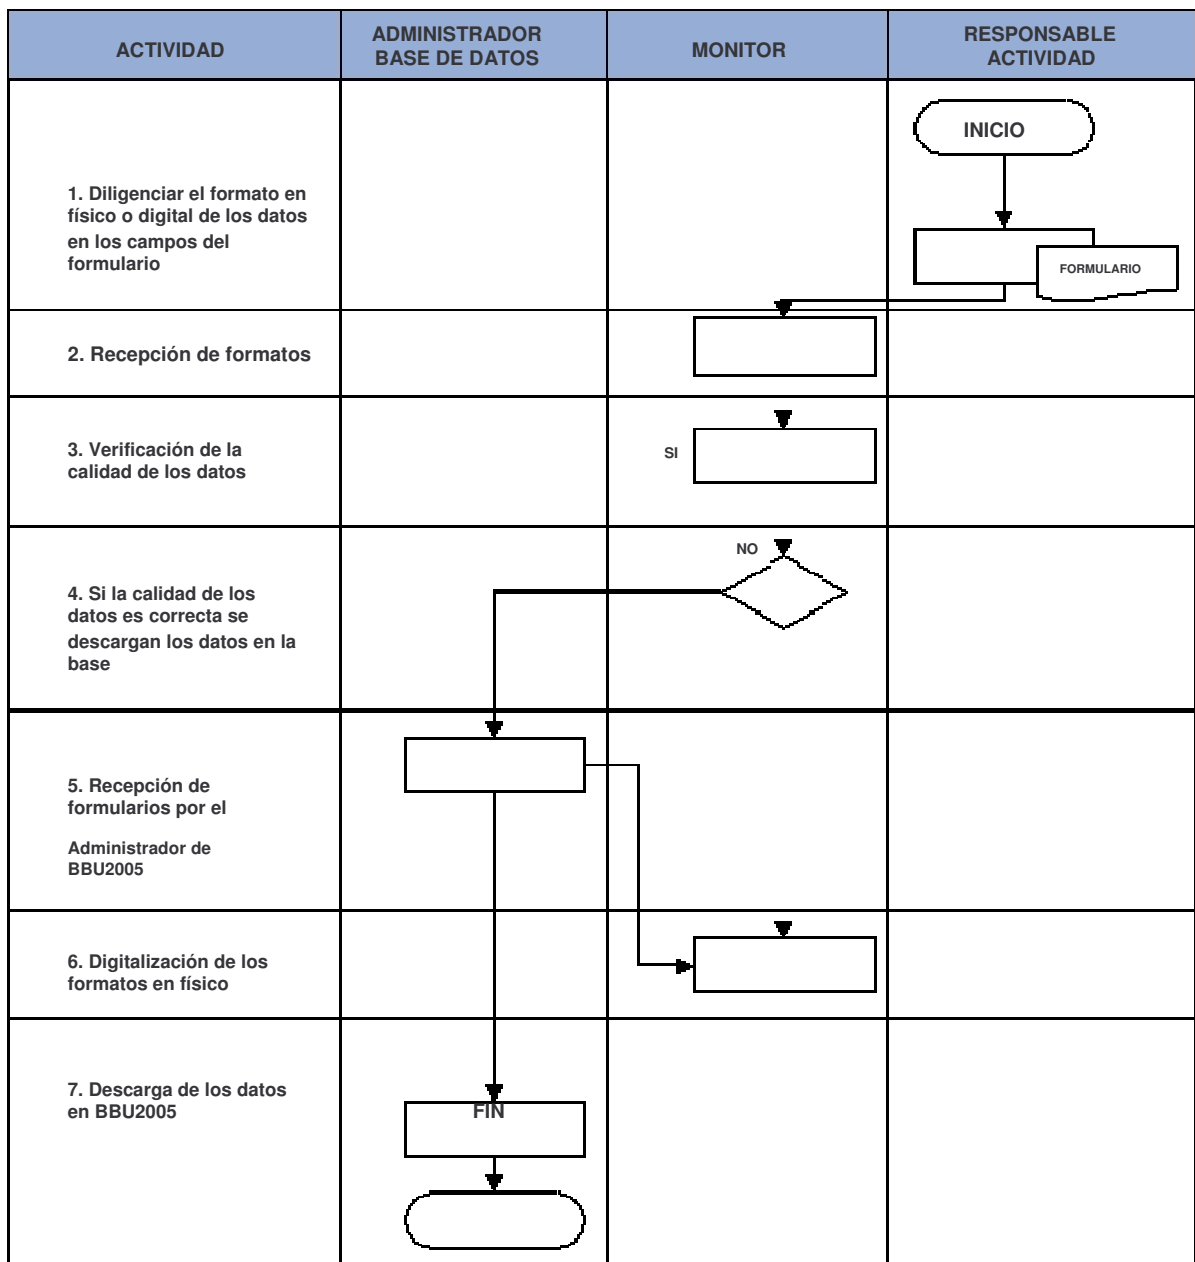 ACTIVIDAD
ADMINISTRADOR
BASE DE DATOS
MONITOR
RESPONSABLE
ACTIVIDAD
INICIO
1. Diligenciar el formato en
físico o digital de los datos
en los campos del
formulario
FORMULARIO
2. Recepción de formatos
3. Verificación de la
calidad de los datos
SI
NO
4. Si la calidad de los
datos es correcta se
descargan los datos en la
base
5. Recepción de
formularios por el
Administrador de
BBU2005
6. Digitalización de los
formatos en físico
7. Descarga de los datos
en BBU2005
FIN